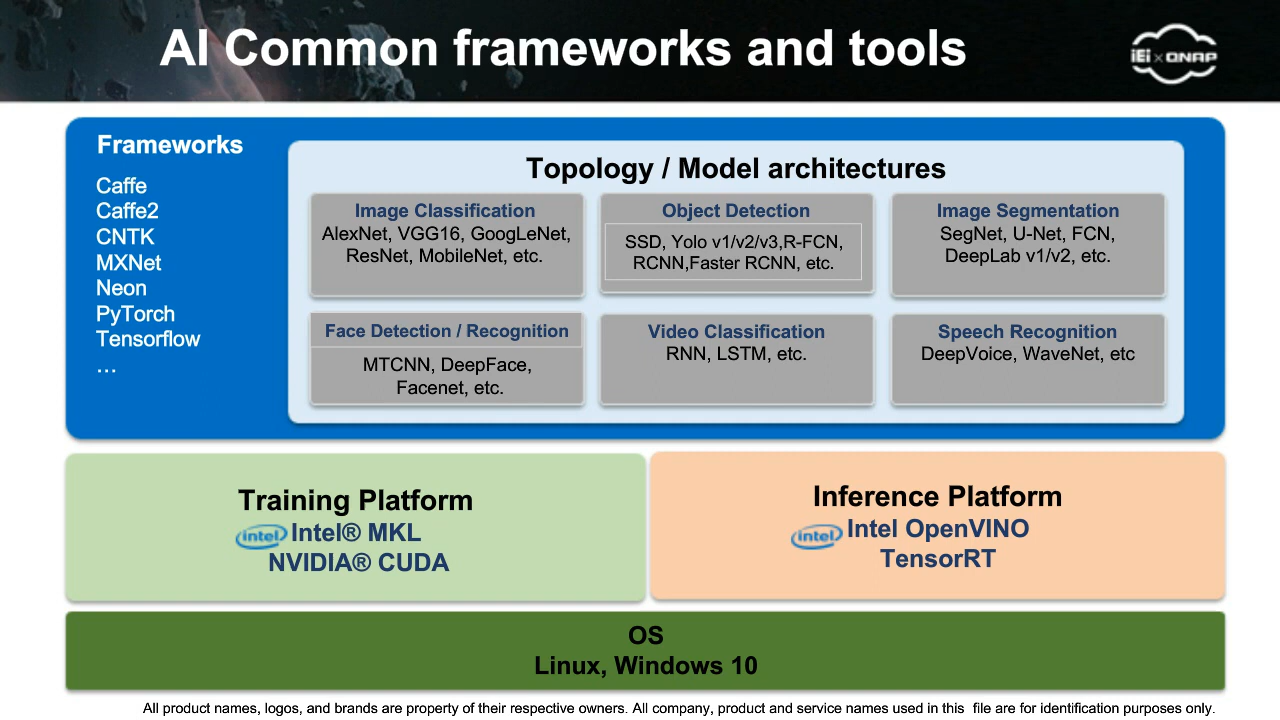 AI Common frameworks and tools
iEi x QNAP
Frameworks
Caffe
Caffe2
CNTK
MXNet
Neon
PyTorch
Tensorflow
...
Topology / Model architectures
Image Classification
AlexNet, VGG16, GoogLeNet,
ResNet, MobileNet, etc.
Object Detection
SSD, Yolo v1/v2/v3,R-FCN,
RCNN,Faster RCNN, etc.
Image Segmentation
SegNet, U-Net, FCN,
DeepLab v1/v2, etc.
Face Detection / Recognition
MTCNN, DeepFace,
Facenet, etc.
Video Classification
RNN, LSTM, etc.
Speech Recognition
DeepVoice, WaveNet, etc
Training Platform
intel Intel® MKL
NVIDIA® CUDA
Inference Platform
intel Intel OpenVINO
TensorRT
OS
Linux, Windows 10
All product names, logos, and brands are property of their respective owners. All company, product and service names used in this file are for identification purposes only.